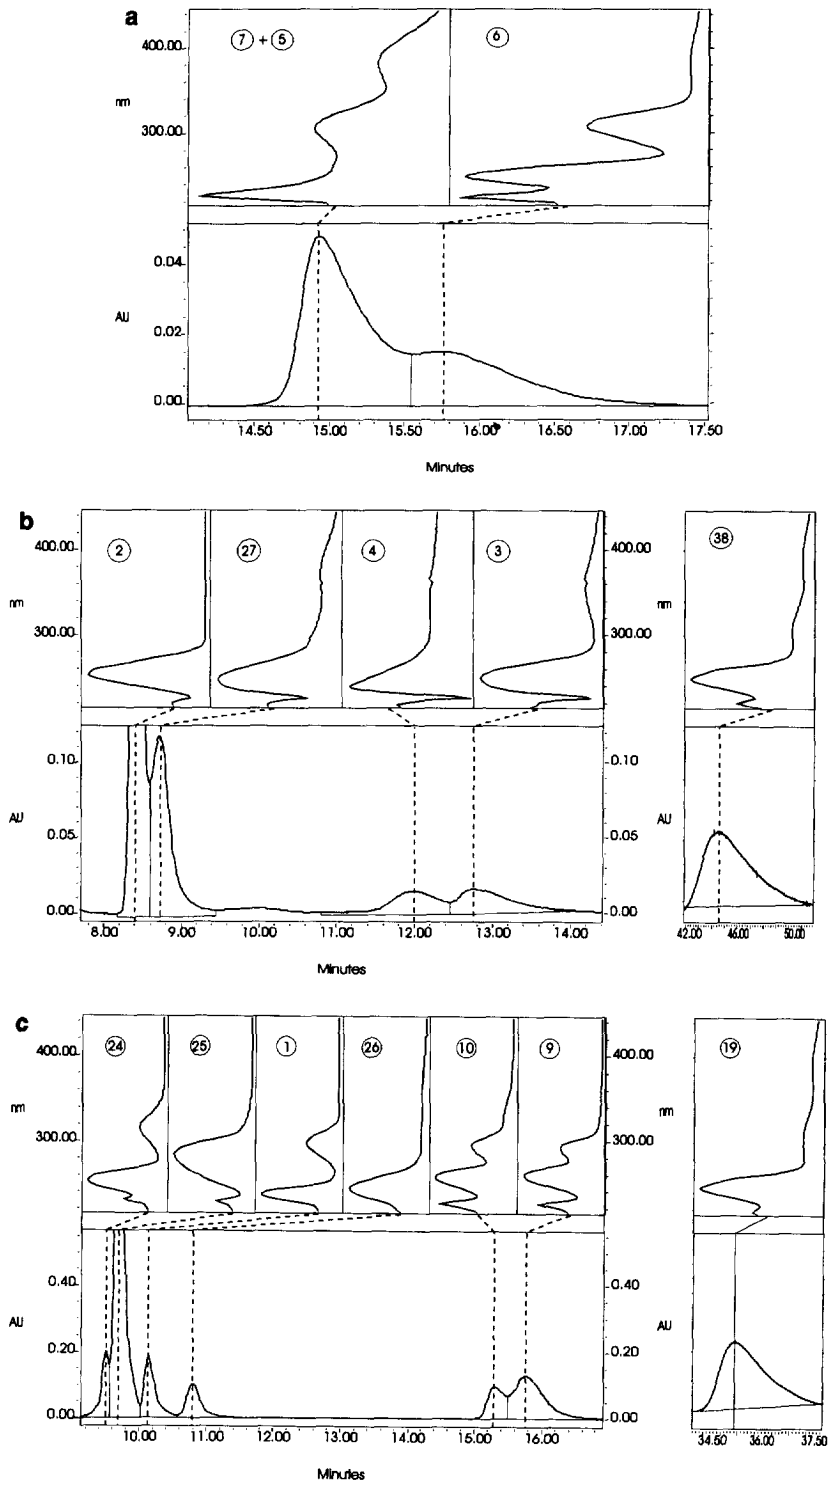 a
7 + 5 6
400.00
nm
300.00
0.04
AU
0.02
0.00
14.50 15.00 15.50 16.00 16.50 17.00 17.50
Minutes
b
2 27 4 3 38
400.00 400.00
nm nm
300.00 300.00
0.10 0.10
AU AU
0.05 0.05
0.00 0.00
8.00 9.00 10.00 11.00 12.00 13.00 14.00 42.00 46.00 50.00
Minutes
c
24 25 1 26 10 9 19
400.00 400.00
nm nm
300.00 300.00
0.40 0.40
AU AU
0.20 0.20
0.00 0.00
10.00 11.00 12.00 13.00 14.00 15.00 16.00 34.50 36.00 37.50
Minutes